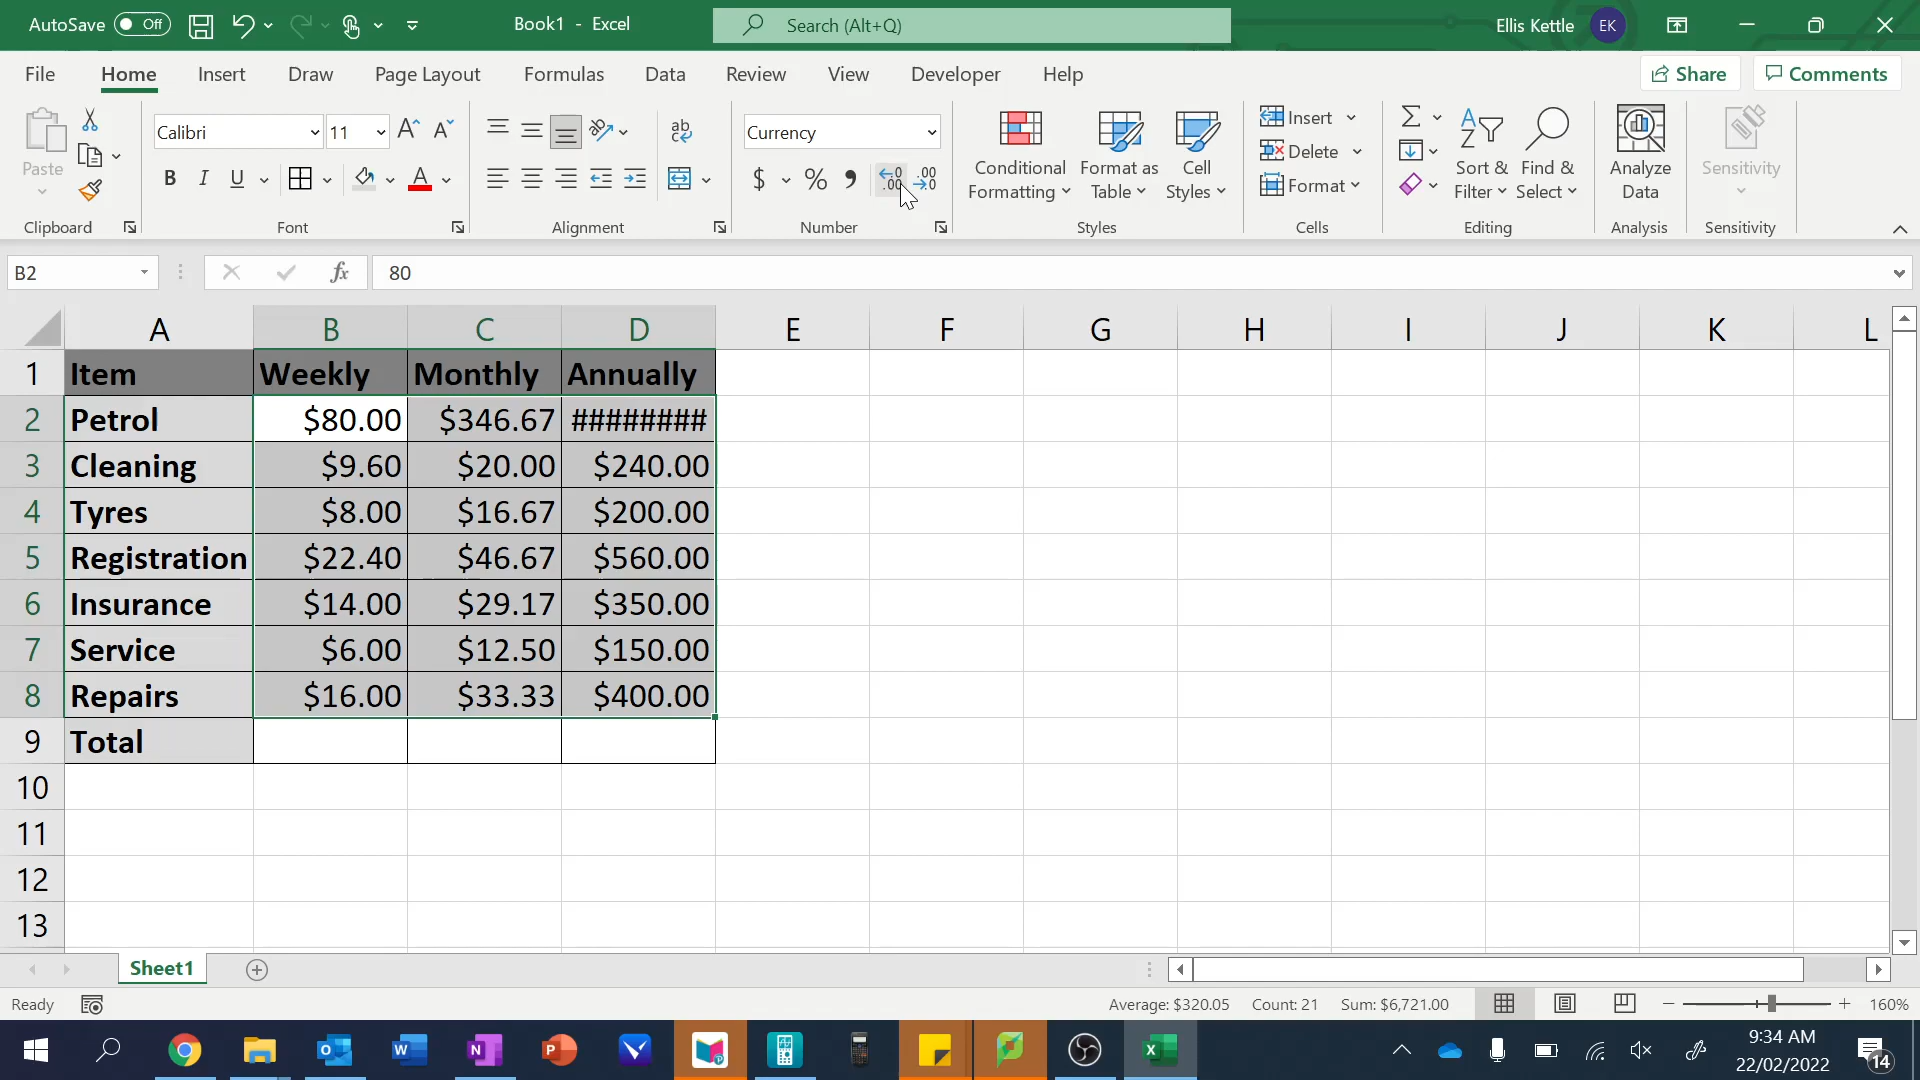 AutoSave Off Book1 - Excel Search (Alt+Q) Ellis Kettle EK
File Home Insert Draw Page Layout Formulas Data Review View Developer Help Share Comments
Paste
Calibri 11
B I U A
ab
Currency
$ % 9 .00 .00
Conditional Formatting
Format as Table
Cell Styles
Insert
Delete
Format
Sort & Filter
Find & Select
Analyze Data
Sensitivity
Clipboard Font Alignment Number Styles Cells Editing Analysis Sensitivity
B2 fx 80
A B C D E F G H I J K L
1 Item Weekly Monthly Annually
2 Petrol $80.00 $346.67 ########
3 Cleaning $9.60 $20.00 $240.00
4 Tyres $8.00 $16.67 $200.00
5 Registration $22.40 $46.67 $560.00
6 Insurance $14.00 $29.17 $350.00
7 Service $6.00 $12.50 $150.00
8 Repairs $16.00 $33.33 $400.00
9 Total
10
11
12
13
Sheet1
Ready Average: $320.05 Count: 21 Sum: $6,721.00 160%
9:34 AM
22/02/2022
14